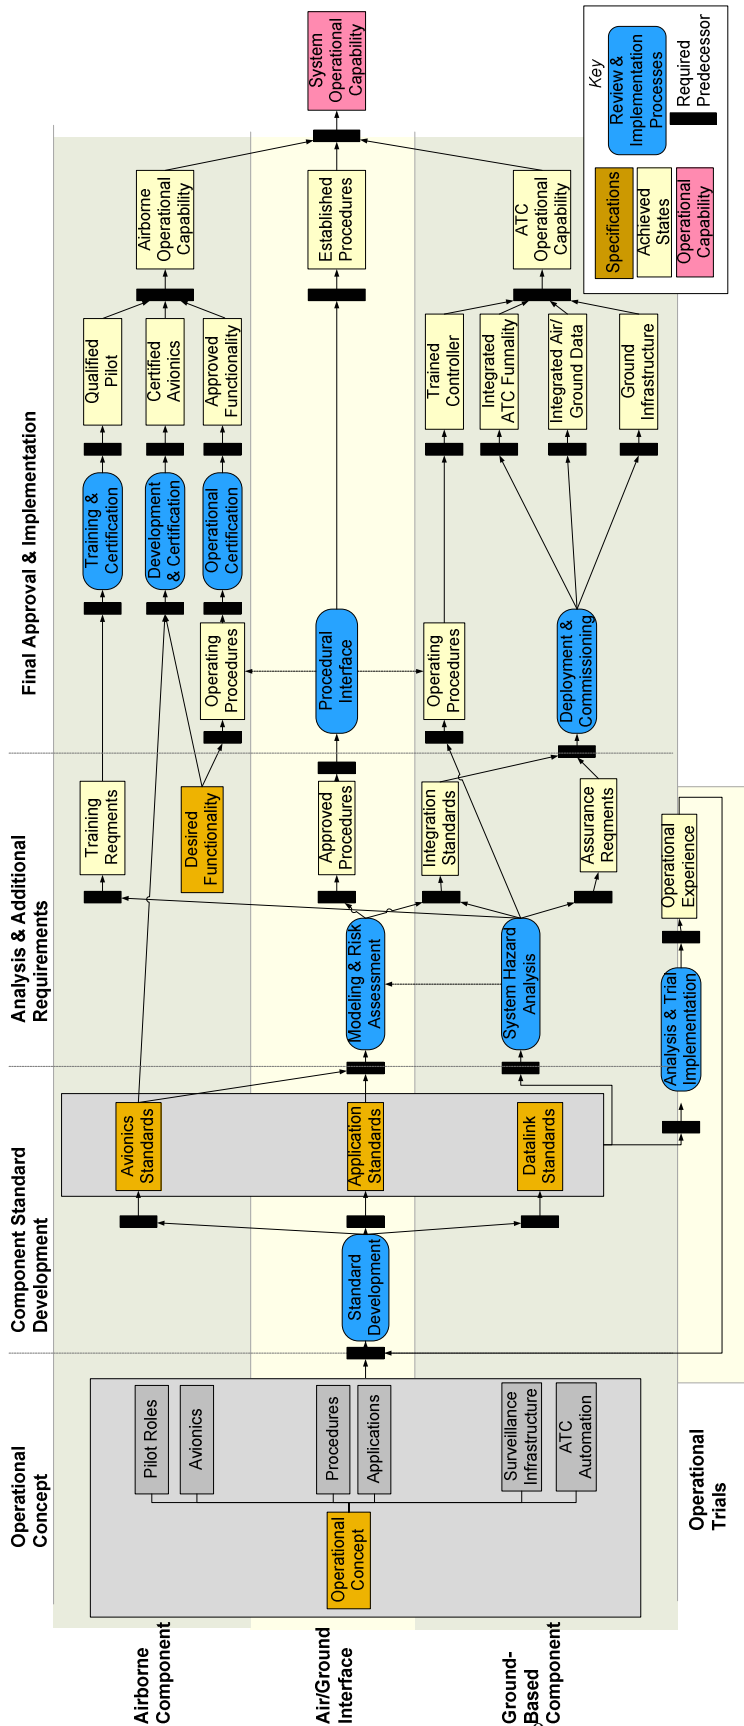 Operational
Concept
Component Standard
Development
Analysis & Additional
Requirements
Final Approval & Implementation
Airborne
Component
Pilot Roles
Avionics
Avionics
Standards
Training
Reqments
Desired
Functionality
Operating
Procedures
Training &
Certification
Development
& Certification
Operational
Certification
Qualified
Pilot
Certified
Avionics
Approved
Functionality
Airborne
Operational
Capability
Air/Ground
Interface
Operational
Concept
Procedures
Applications
Standard
Development
Application
Standards
Modeling & Risk
Assessment
Approved
Procedures
Procedural
Interface
Established
Procedures
System
Operational
Capability
Ground-
Based
Component
Surveillance
Infrastructure
ATC
Automation
Datalink
Standards
System Hazard
Analysis
Integration
Standards
Assurance
Reqments
Operating
Procedures
Deployment &
Commissioning
Trained
Controller
Integrated
ATC Funnality
Integrated Air/
Ground Data
Ground
Infrastructure
ATC
Operational
Capability
Operational
Trials
Analysis & Trial
Implementation
Operational
Experience
Key
Specifications
Achieved
States
Operational
Capability
Review &
Implementation
Processes
Required
Predecessor